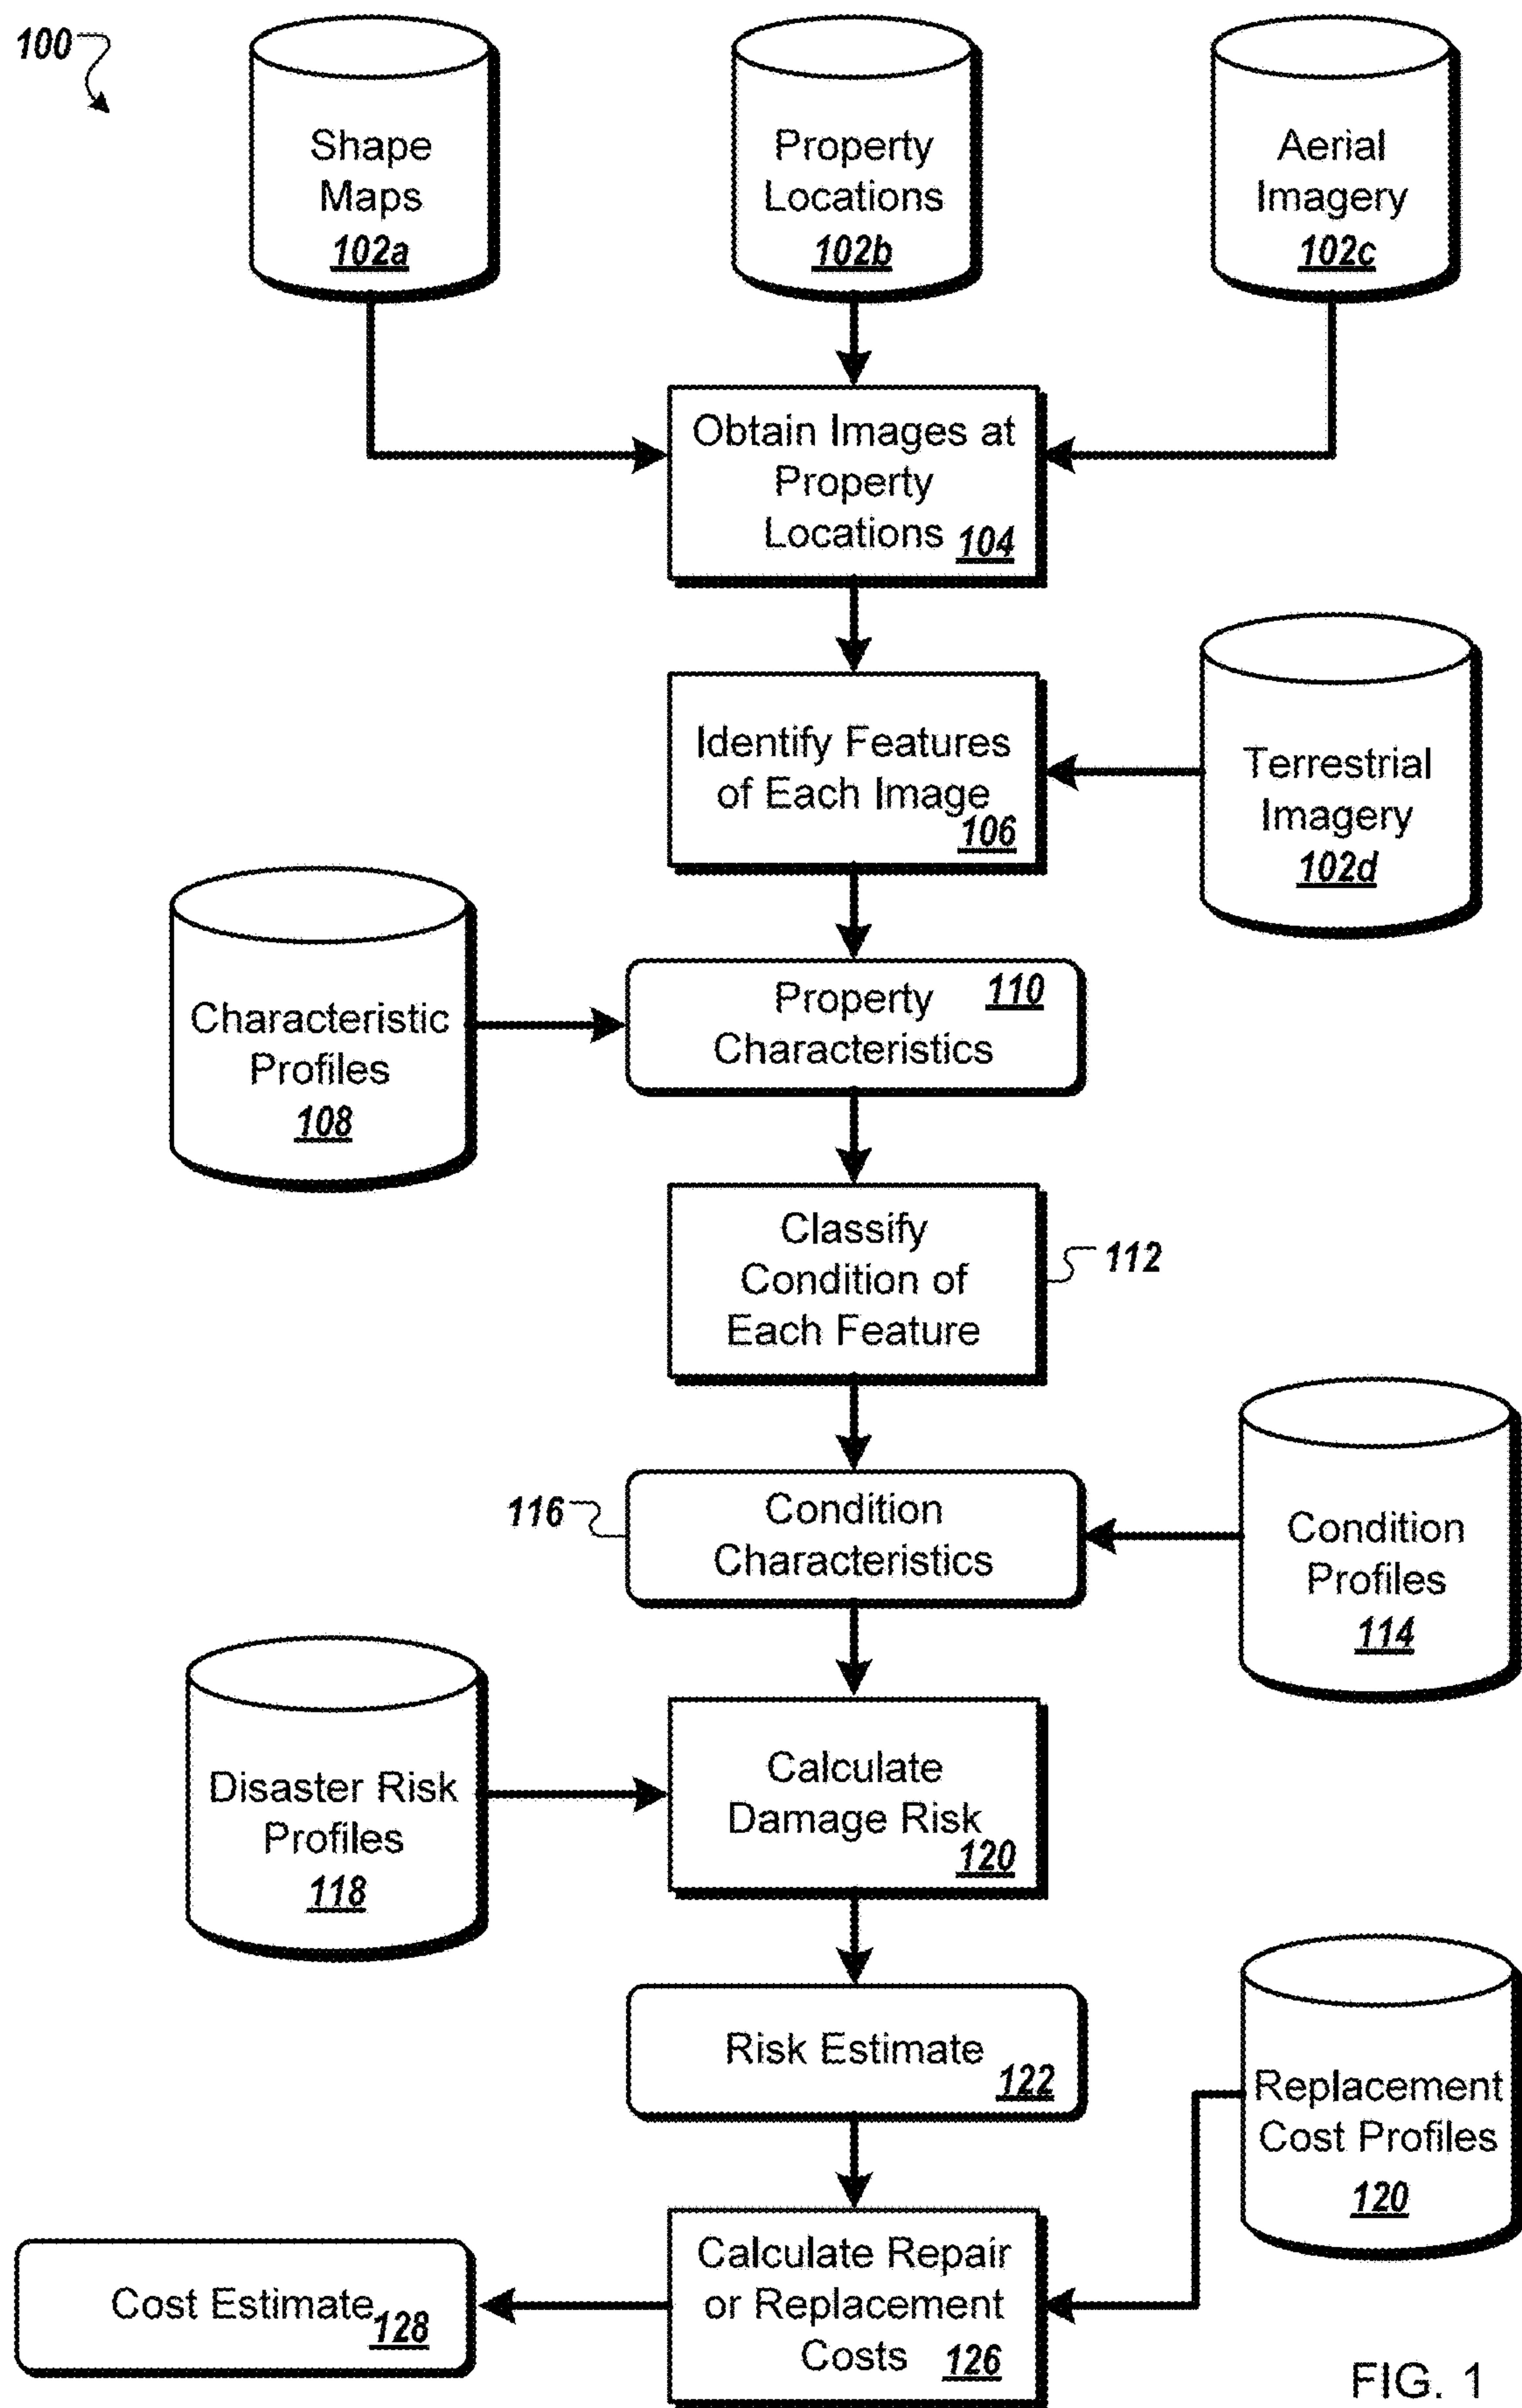 100
Shape
Maps
102a
Property
Locations
102b
Aerial
Imagery
102c
Obtain Images at
Property
Locations 104
Identify Features
of Each Image
106
Terrestrial
Imagery
102d
Characteristic
Profiles
108
Property 110
Characteristics
Classify
Condition of
Each Feature
112
116
Condition
Characteristics
Condition
Profiles
114
Disaster Risk
Profiles
118
Calculate
Damage Risk
120
Risk Estimate
122
Replacement
Cost Profiles
120
Calculate Repair
or Replacement
Costs 126
Cost Estimate
128
FIG. 1